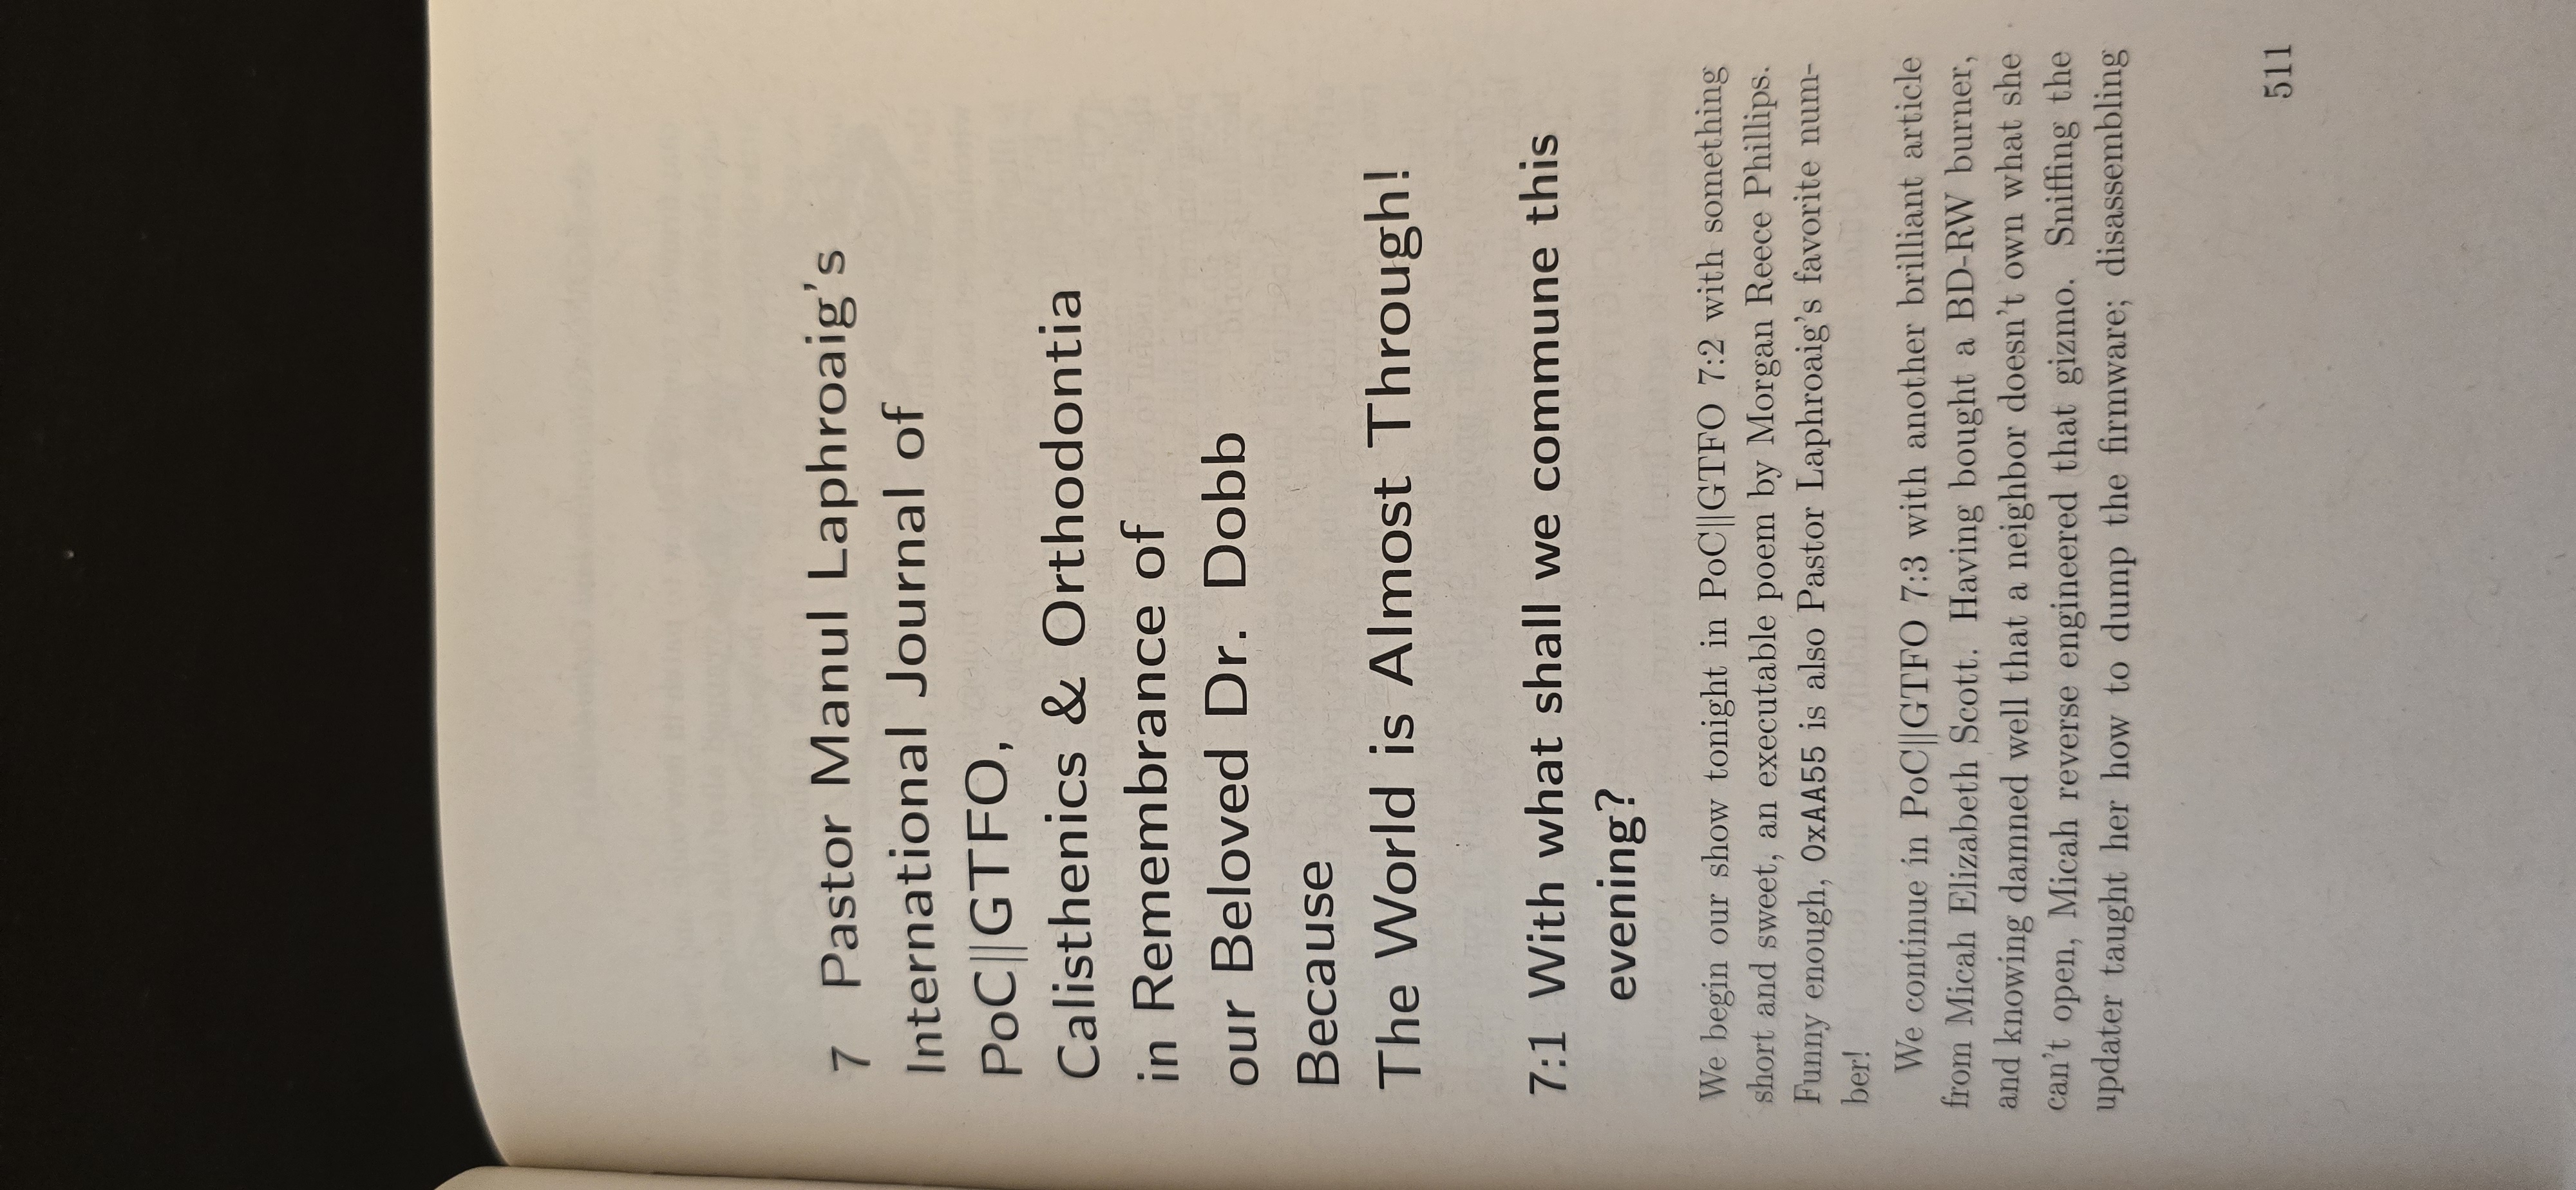 7 Pastor Manul Laphroaig's
International Journal of
PoC||GTFO,
Calisthenics & Orthodontia
in Remembrance of
our Beloved Dr. Dobb
Because
The World is Almost Through!
7:1 With what shall we commune this
evening?
We begin our show tonight in PoC||GTFO 7:2 with something
short and sweet, an executable poem by Morgan Reece Phillips.
Funny enough, 0xAA55 is also Pastor Laphroaig's favorite num-
ber!
We continue in PoC||GTFO 7:3 with another brilliant article
from Micah Elizabeth Scott. Having bought a BD-RW burner,
and knowing damned well that a neighbor doesn't own what she
can't open, Micah reverse engineered that gizmo. Sniffing the
updater taught her how to dump the firmware; disassembling
511